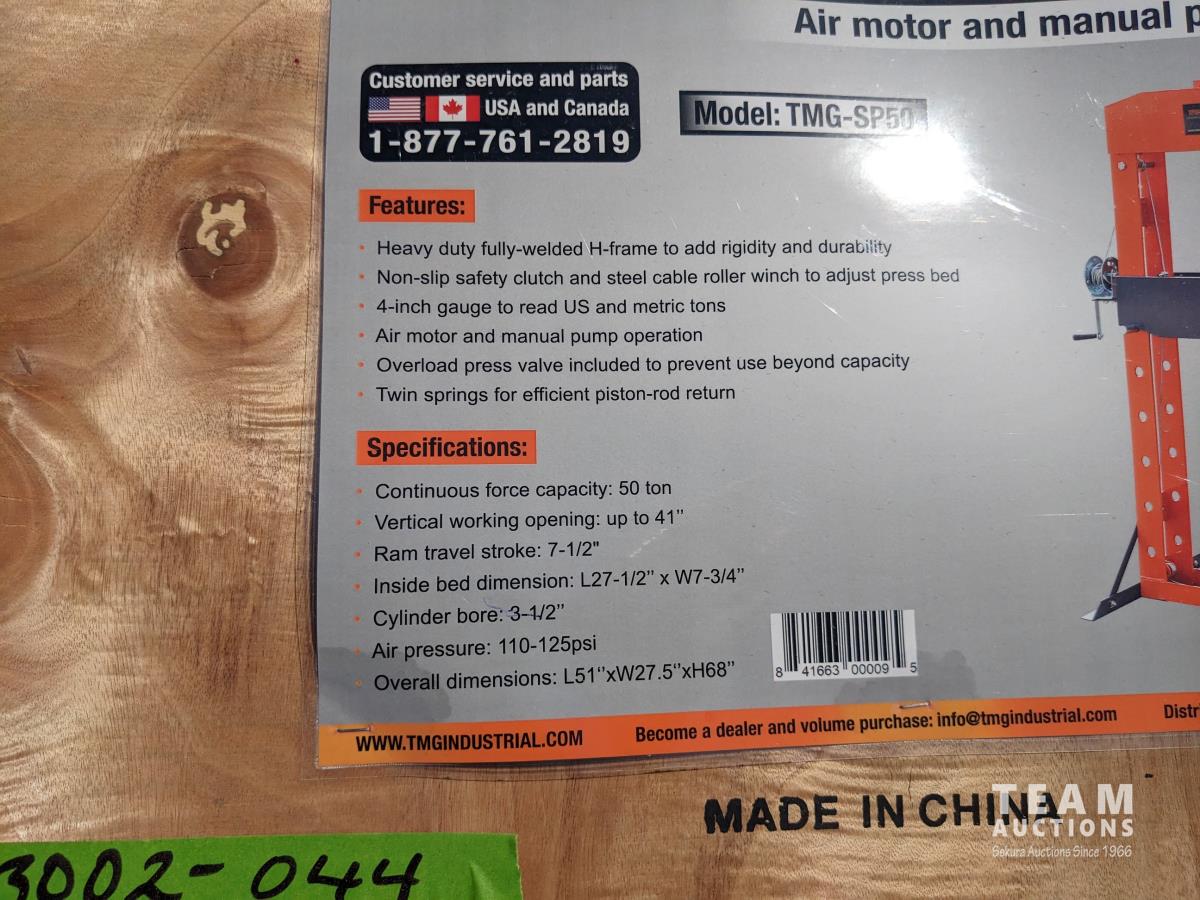 Air motor and manual
Customer service and parts
USA and Canada
1-877-761-2819
Model: TMG-SP50
Features:
· Heavy duty fully-welded H-frame to add rigidity and durability
· Non-slip safety clutch and steel cable roller winch to adjust press bed
· 4-inch gauge to read US and metric tons
· Air motor and manual pump operation
· Overload press valve included to prevent use beyond capacity
· Twin springs for efficient piston-rod return
Specifications:
· Continuous force capacity: 50 ton
· Vertical working opening: up to 41’’
· Ram travel stroke: 7-1/2"
· Inside bed dimension: L27-1/2’’ x W7-3/4’’
· Cylinder bore: 3-1/2’’
· Air pressure: 110-125psi
· Overall dimensions: L51‘’xW27.5‘’xH68’’
8 41663 00009 5
WWW.TMGINDUSTRIAL.COM
Become a dealer and volume purchase: info@tmgindustrial.com
Distr
MADE IN CHINA
TEAM
AUCTIONS
Sekura Auctions Since 1966
3002-044